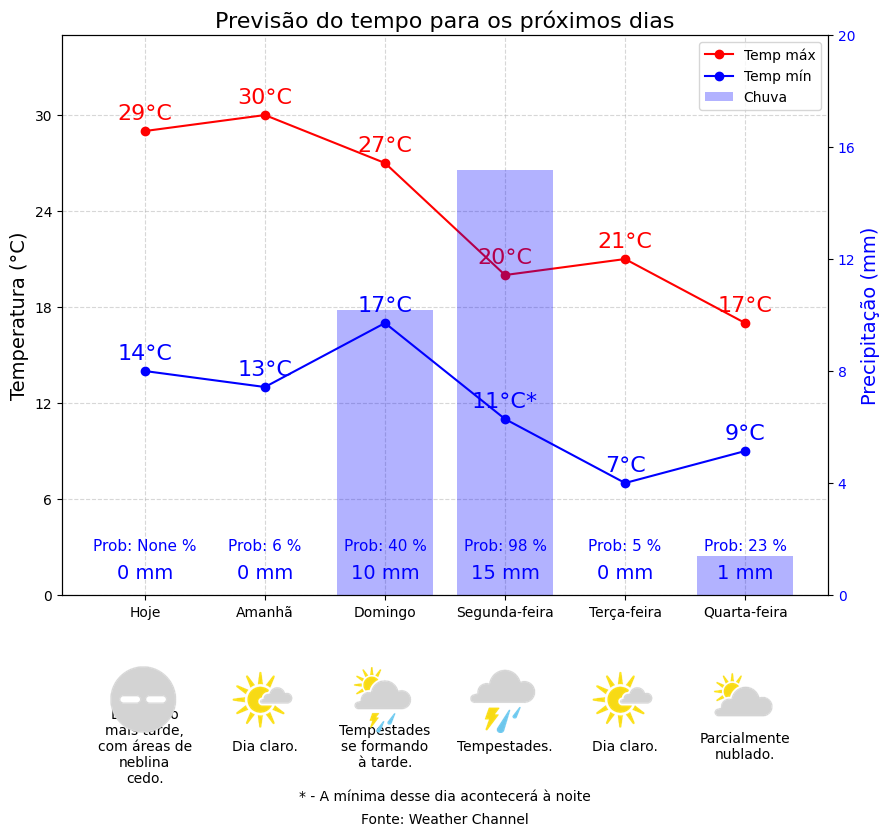 Previsão do tempo para os próximos dias
Temp máx
Temp mín
Chuva
Temperatura (°C)
Precipitação (mm)
30
24
18
12
6
0
20
16
12
8
4
0
29°C 30°C 27°C 20°C 21°C 17°C
14°C 13°C 17°C 11°C* 7°C 9°C
Prob: None % Prob: 6 % Prob: 40 % Prob: 98 % Prob: 5 % Prob: 23 %
0 mm 0 mm 10 mm 15 mm 0 mm 1 mm
Hoje Amanhã Domingo Segunda-feira Terça-feira Quarta-feira
mais tarde,
com áreas de
neblina
cedo.
Dia claro.
Tempestades
se formando
à tarde.
Tempestades.
Dia claro.
Parcialmente
nublado.
* - A mínima desse dia acontecerá à noite
Fonte: Weather Channel